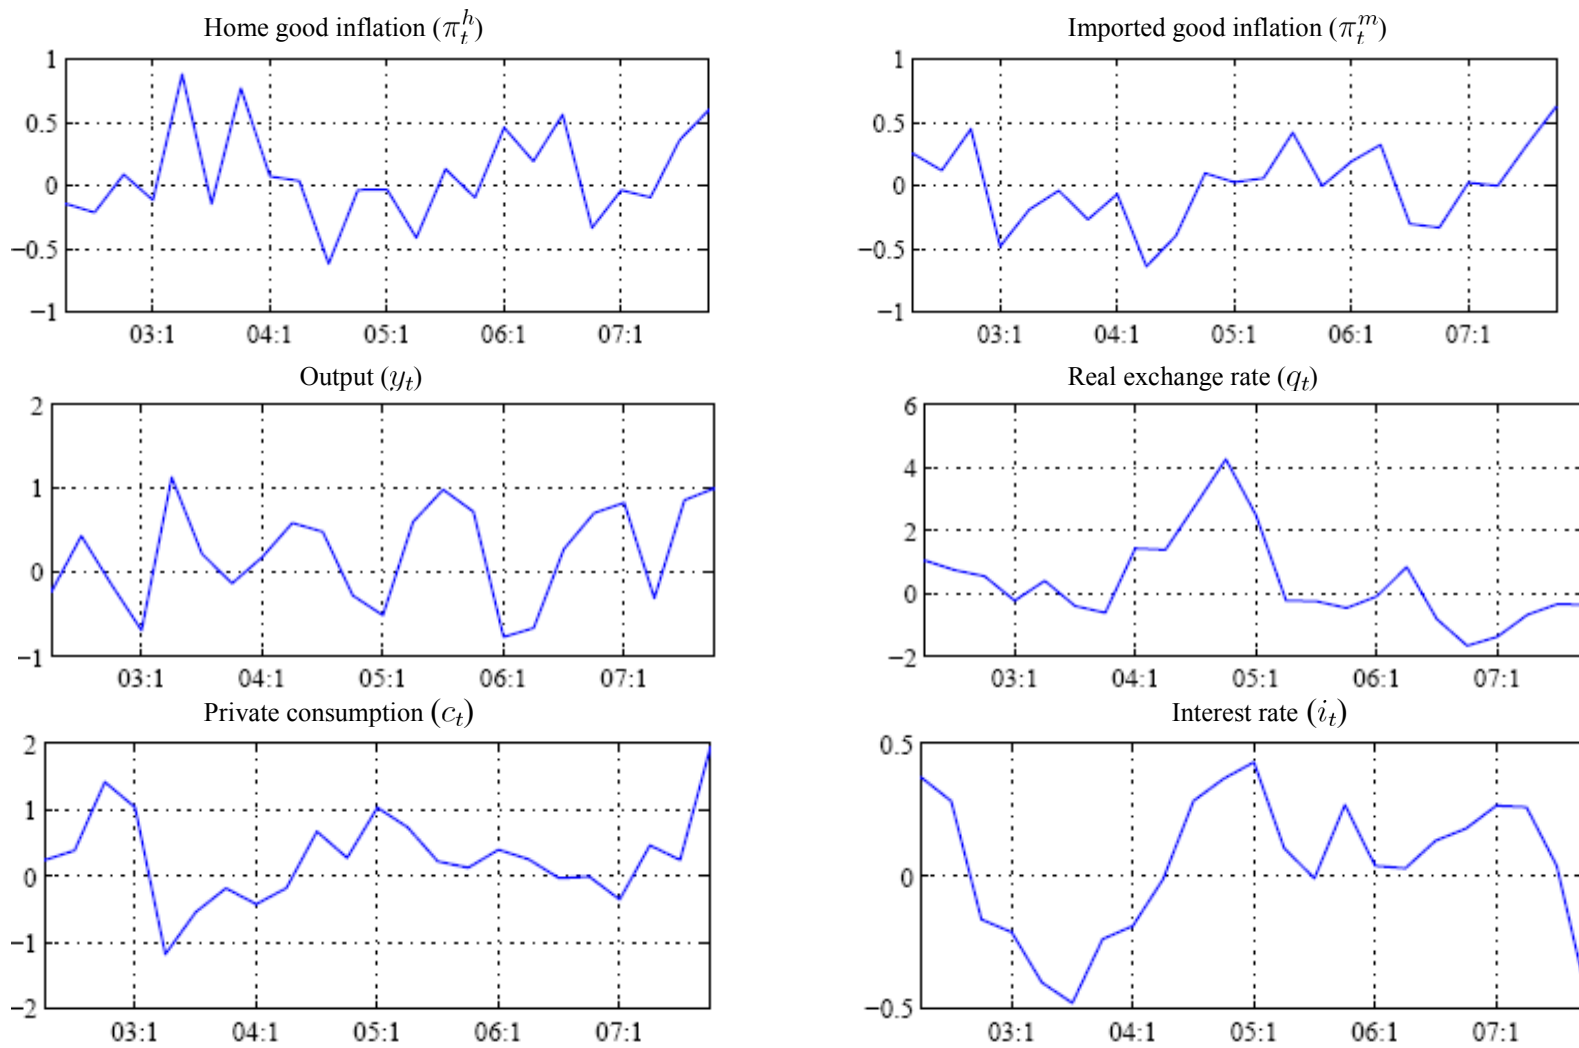 Home good inflation (π_t^h)
1
0.5
0
−0.5
−1
03:1 04:1 05:1 06:1 07:1
Imported good inflation (π_t^m)
1
0.5
0
−0.5
−1
03:1 04:1 05:1 06:1 07:1
Output (y_t)
2
1
0
−1
03:1 04:1 05:1 06:1 07:1
Real exchange rate (q_t)
6
4
2
0
−2
03:1 04:1 05:1 06:1 07:1
Private consumption (c_t)
2
1
0
−1
−2
03:1 04:1 05:1 06:1 07:1
Interest rate (i_t)
0.5
0
−0.5
03:1 04:1 05:1 06:1 07:1